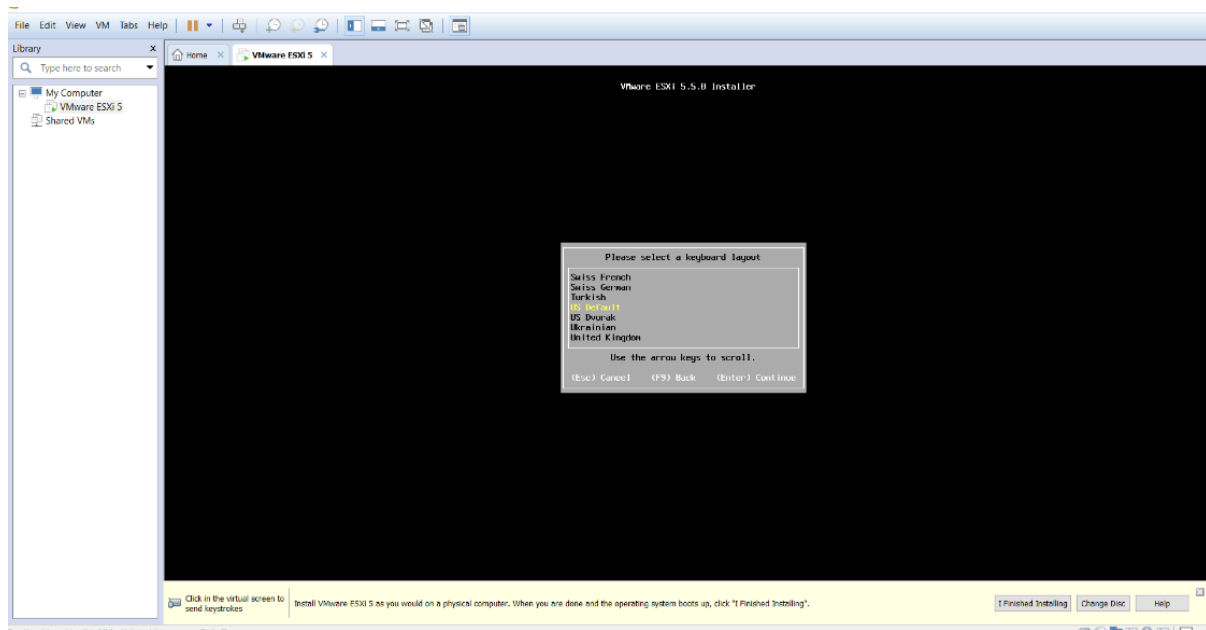 File Edit View VM Tabs Help
Library x
Home × VMware ESXi 5 ×
Type here to search
My Computer
VMware ESXi 5
Shared VMs
VMware ESXi 5.5.0 Installer
Please select a keyboard layout
Swiss French
Swiss German
Turkish
US Default
US Dvorak
Ukrainian
United Kingdom
Use the arrow keys to scroll.
(Esc) Cancel (F9) Back (Enter) Continue
Click in the virtual screen to
send keystrokes
Install VMware ESXi 5 as you would on a physical computer. When you are done and the operating system boots up, click "I Finished Installing".
I Finished Installing Change Disc Help